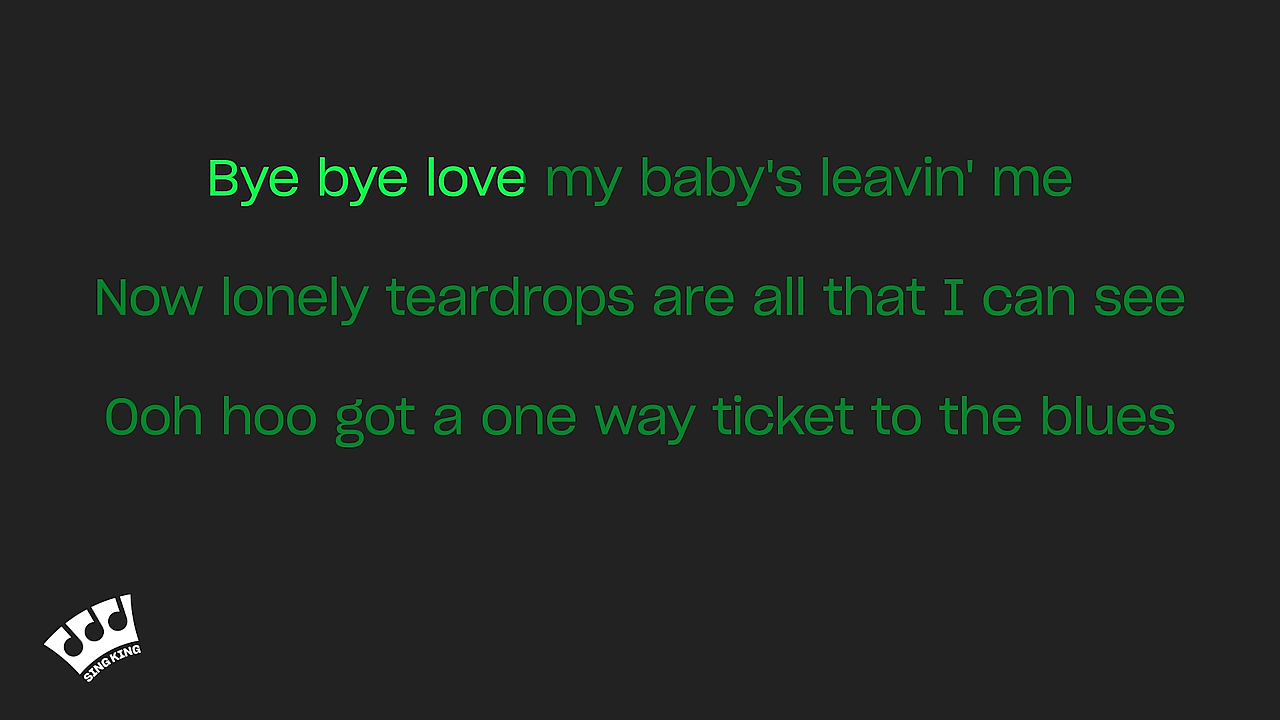 Bye bye love my baby's leavin' me
Now lonely teardrops are all that I can see
Ooh hoo got a one way ticket to the blues
SING KING